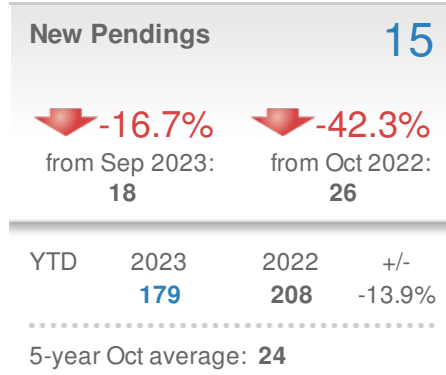 New Pendings 15
-16.7% -42.3%
from Sep 2023: from Oct 2022:
18 26
YTD 2023 2022 +/-
179 208 -13.9%
5-year Oct average: 24